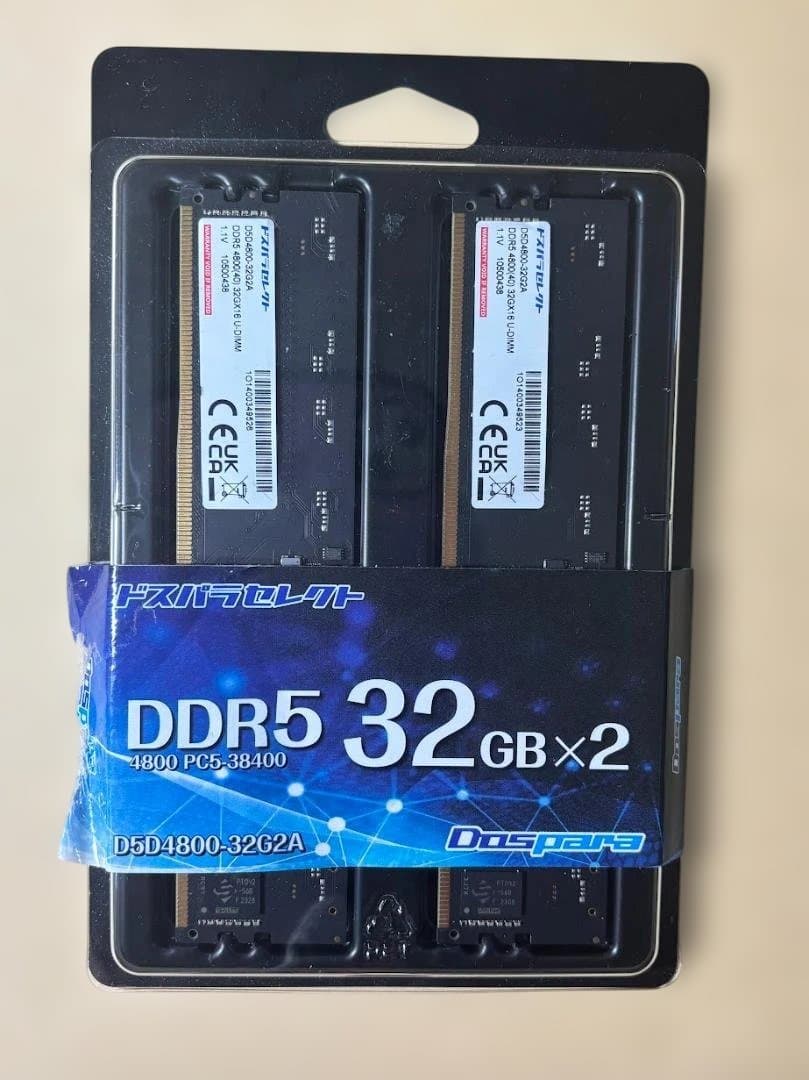 ドスパラセレクト
D5D4800-32G2A
DDR5 4800(40) 32GX16 U-DIMM
1.1V 10500438
WARRANTY VOID IF REMOVED
1O1400349526
CE UK CA
ドスパラセレクト
D5D4800-32G2A
DDR5 4800(40) 32GX16 U-DIMM
1.1V 10500438
WARRANTY VOID IF REMOVED
1O1400349523
CE UK CA
ドスパラセレクト
DDR5 32GB×2
4800 PC5-38400
D5D4800-32G2A
Dospara
Dospara